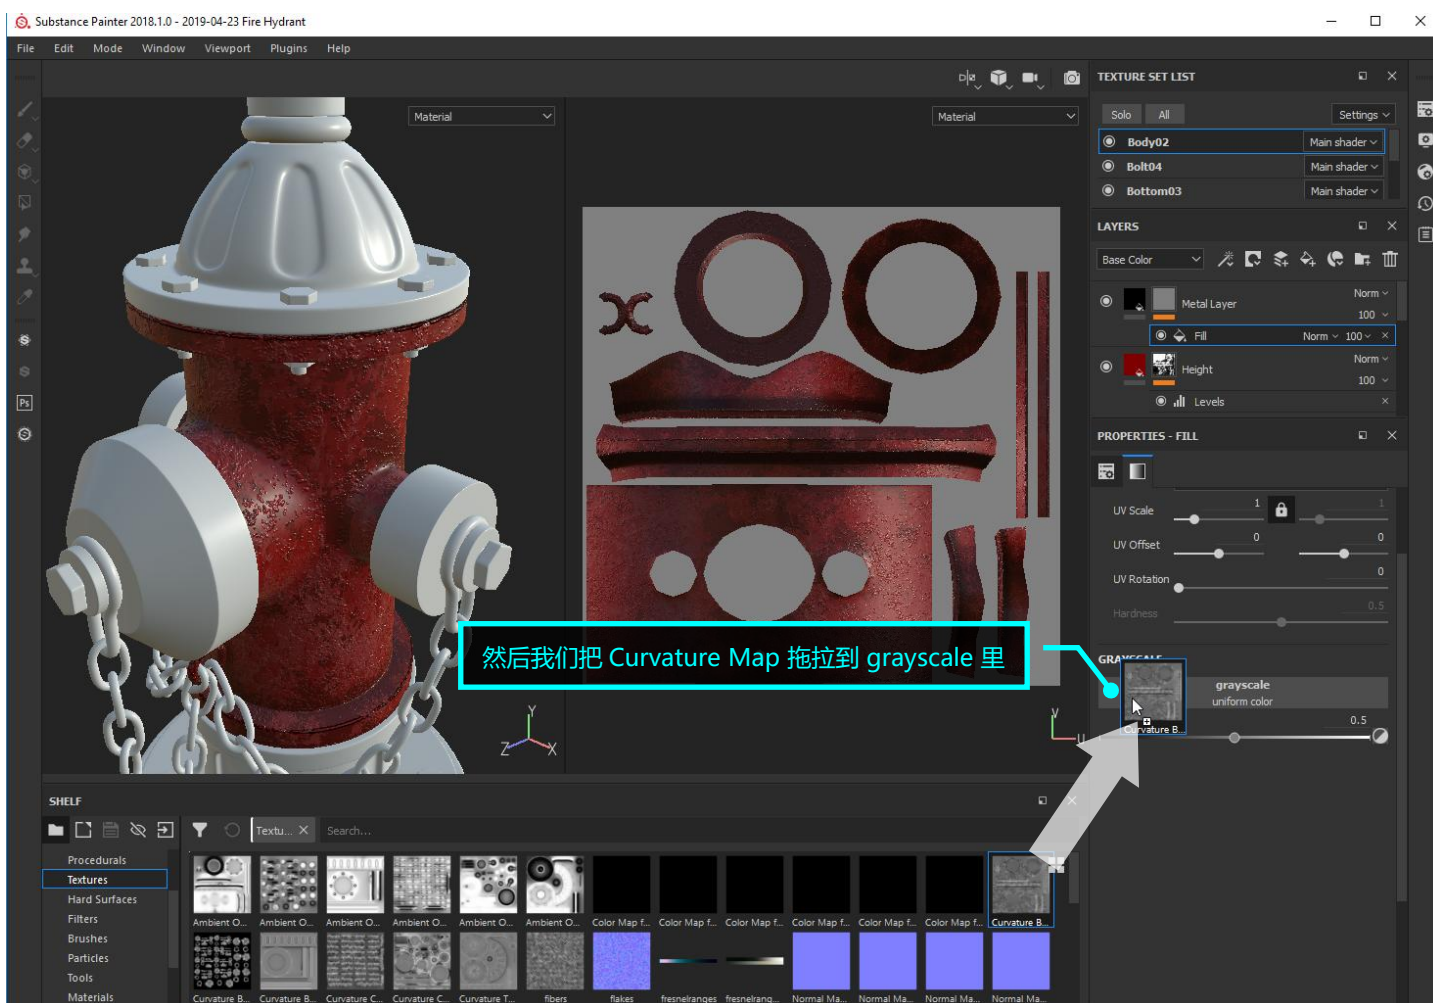 Substance Painter 2018.1.0 - 2019-04-23 Fire Hydrant
File Edit Mode Window Viewport Plugins Help
Material
Material
TEXTURE SET LIST
Solo All Settings
Body02 Main shader
Bolt04 Main shader
Bottom03 Main shader
LAYERS
Base Color
Metal Layer Norm
100
Fill Norm 100
Height Norm
100
Levels
PROPERTIES - FILL
UV Scale 1 1
UV Offset 0 0
UV Rotation 0
Hardness 0.5
然后我们把 Curvature Map 拖拉到 grayscale 里
GRAYSCALE
grayscale
uniform color
Curvature B...
0.5
Y
Z X
V
U
SHELF
Textu... Search...
Procedurals
Textures
Hard Surfaces
Filters
Brushes
Particles
Tools
Materials
Ambient O... Ambient O... Ambient O... Ambient O... Ambient O... Ambient O... Color Map f... Color Map f... Color Map f... Color Map f... Color Map f... Color Map f... Curvature B...
Curvature B... Curvature B... Curvature C... Curvature C... Curvature T... fibers flakes fresnelranges fresnelrang... Normal Ma... Normal Ma... Normal Ma... Normal Ma...
Ps